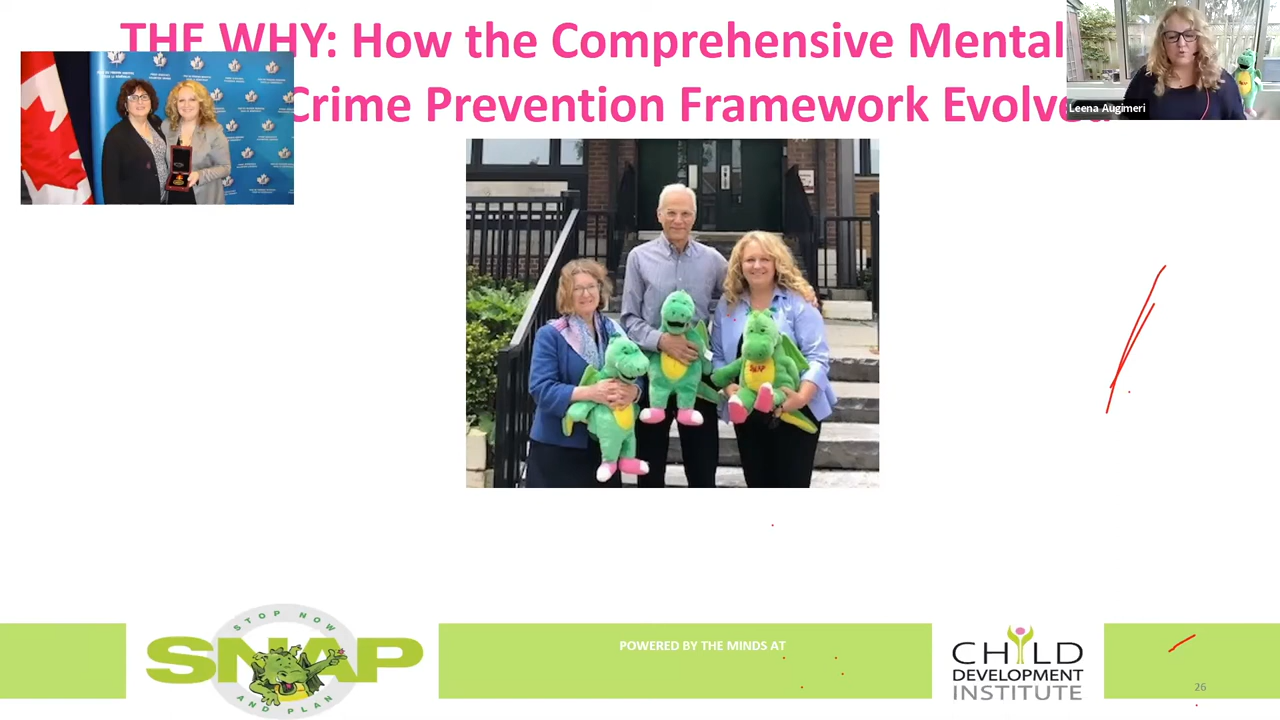 THE WHY: How the Comprehensive Mental
Crime Prevention Framework Evolved
Leena Augimeri
SNAP
STOP NOW
SNAP
AND PLAN
POWERED BY THE MINDS AT
CHILD
DEVELOPMENT
INSTITUTE
26